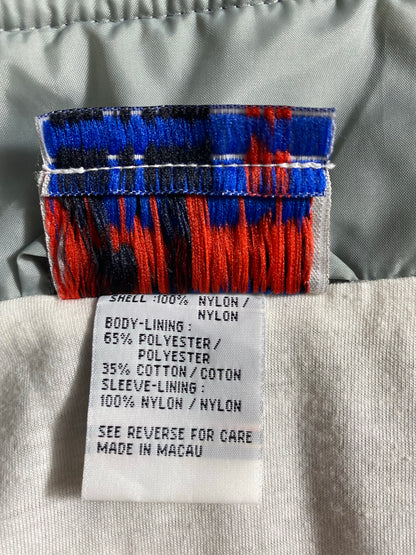 SHELL :100% NYLON /
NYLON
BODY-LINING :
65% POLYESTER /
POLYESTER
35% COTTON / COTON
SLEEVE-LINING :
100% NYLON / NYLON
SEE REVERSE FOR CARE
MADE IN MACAU